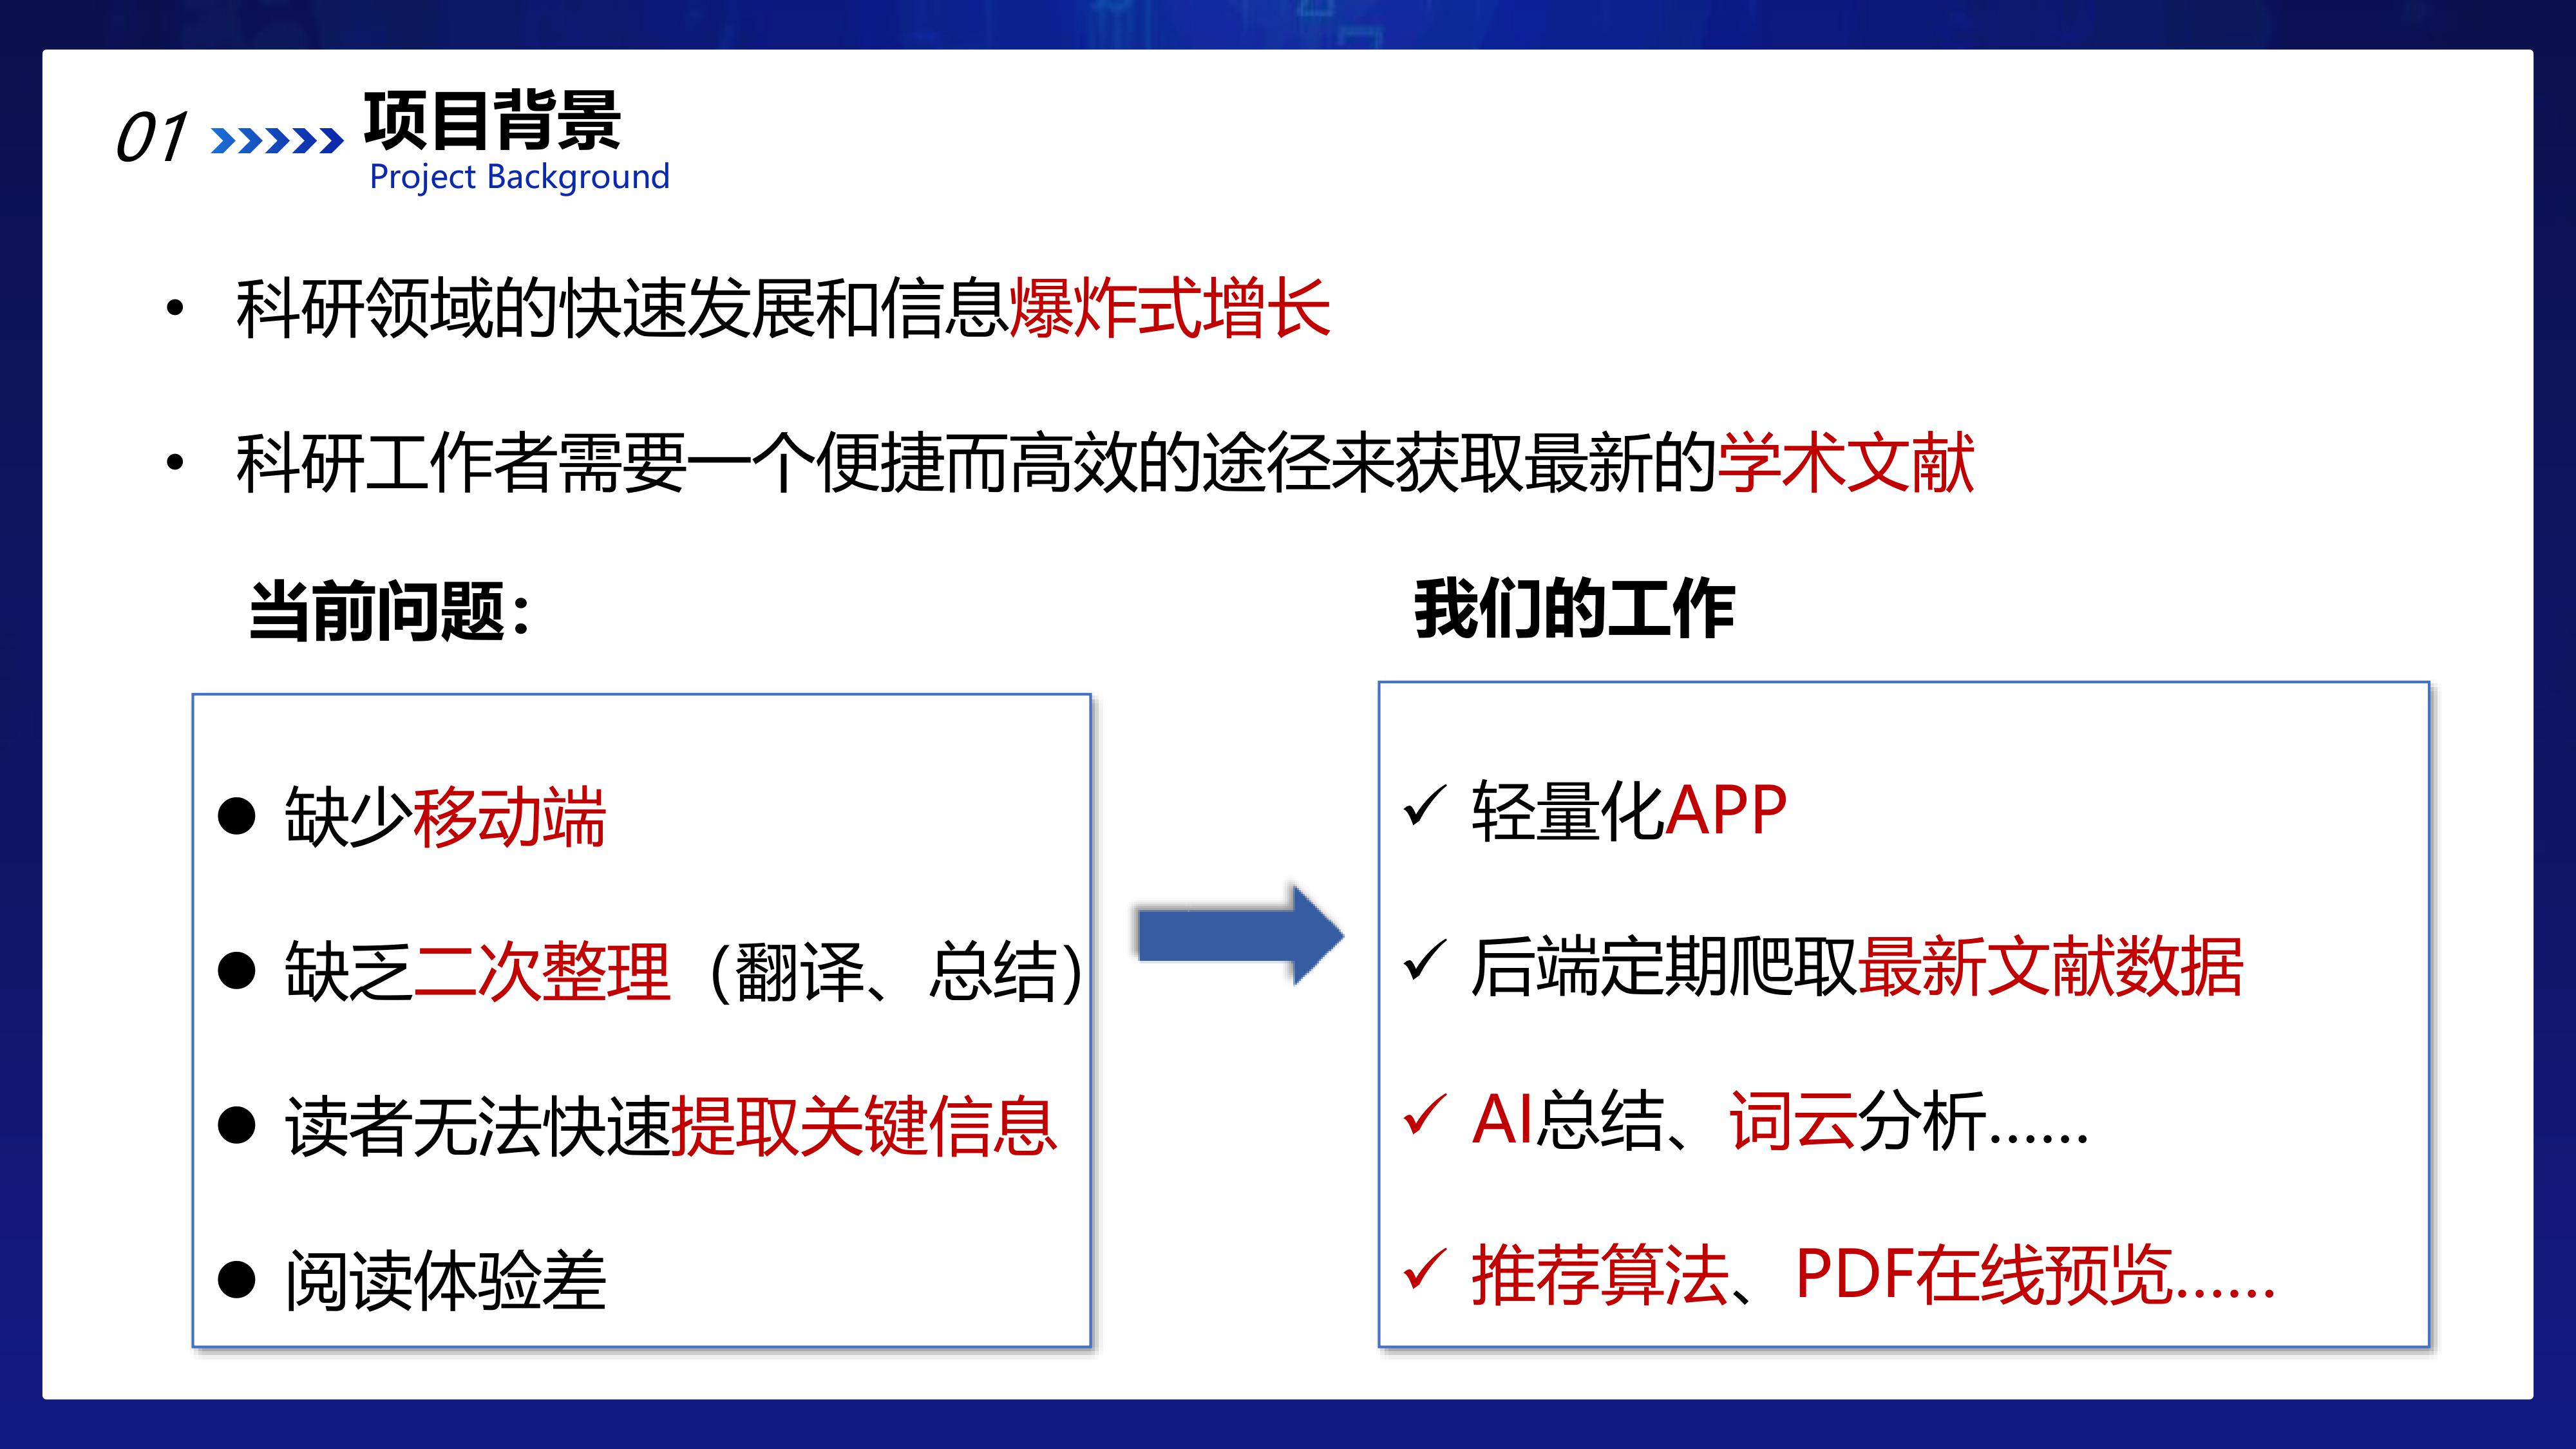 01
项目背景
Project Background
• 科研领域的快速发展和信息爆炸式增长
• 科研工作者需要一个便捷而高效的途径来获取最新的学术文献
当前问题：
● 缺少移动端
● 缺乏二次整理（翻译、总结）
● 读者无法快速提取关键信息
● 阅读体验差
我们的工作
✓ 轻量化APP
✓ 后端定期爬取最新文献数据
✓ AI总结、词云分析......
✓ 推荐算法、PDF在线预览......